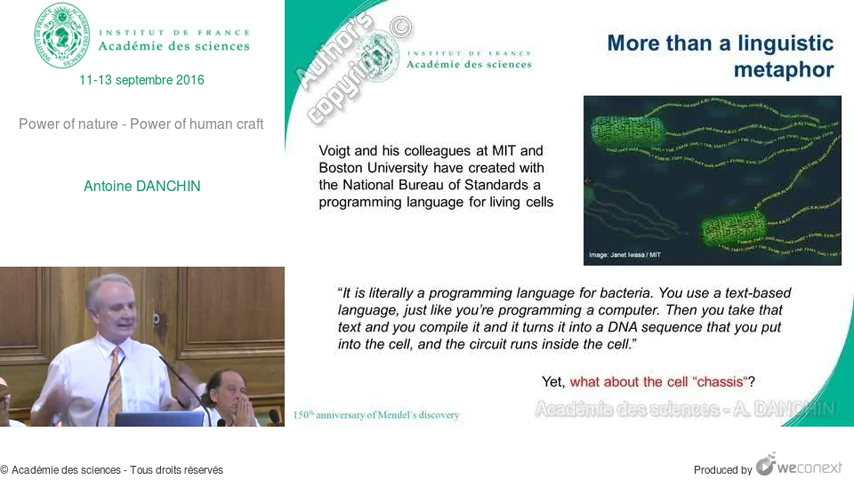 INSTITUT DE FRANCE
Académie des sciences
11-13 septembre 2016
Power of nature - Power of human craft
Antoine DANCHIN
Author's
copyright ©
INSTITUT DE FRANCE
Académie des sciences
More than a linguistic
metaphor
Voigt and his colleagues at MIT and
Boston University have created with
the National Bureau of Standards a
programming language for living cells
Image: Janet Iwasa / MIT
“It is literally a programming language for bacteria. You use a text-based
language, just like you’re programming a computer. Then you take that
text and you compile it and it turns it into a DNA sequence that you put
into the cell, and the circuit runs inside the cell.”
Yet, what about the cell “chassis“?
150th anniversary of Mendel's discovery
Académie des sciences - A. DANCHIN
© Académie des sciences - Tous droits réservés
Produced by weconext